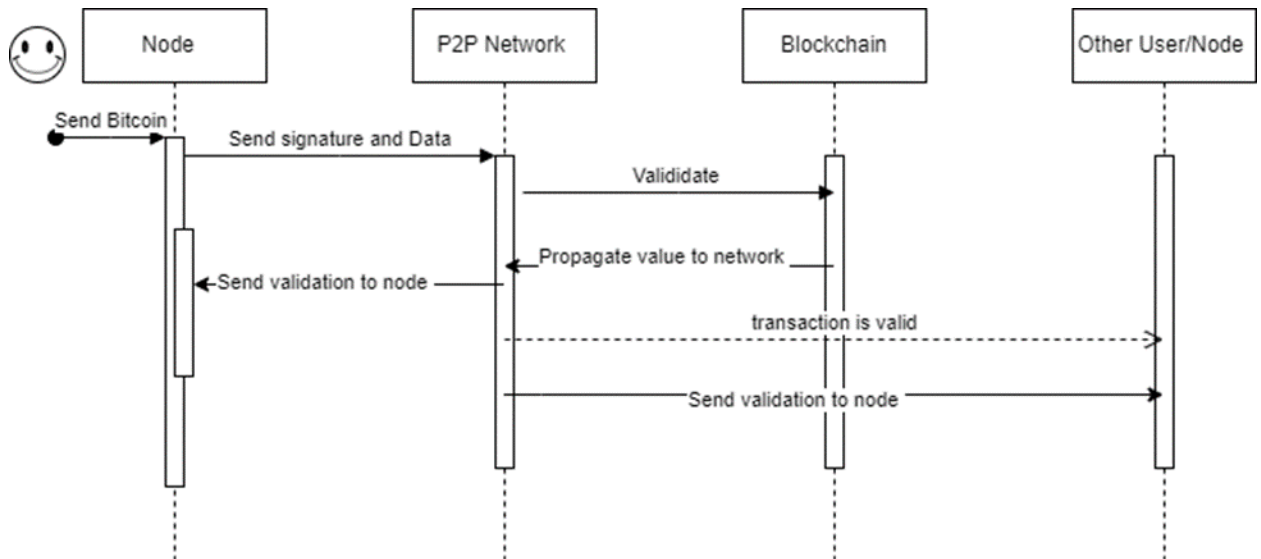 Node
P2P Network
Blockchain
Other User/Node
Send Bitcoin
Send signature and Data
Valididate
Propagate value to network
Send validation to node
transaction is valid
Send validation to node